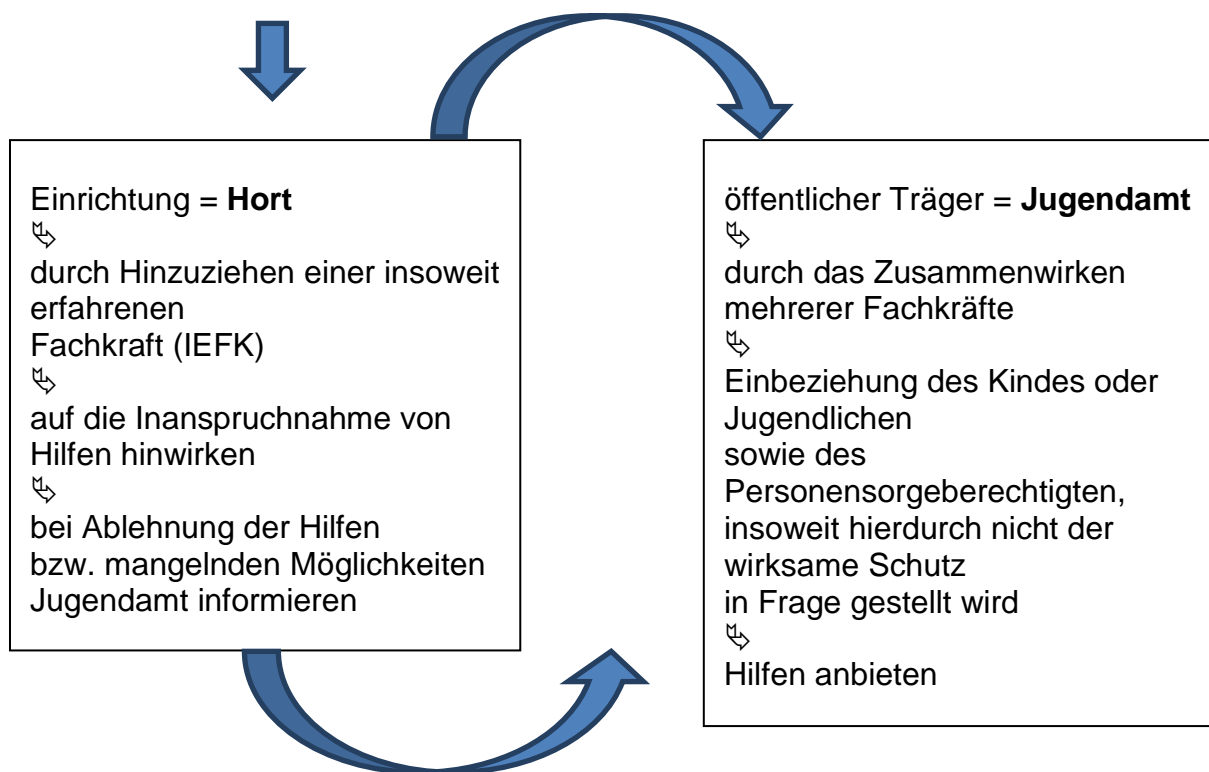 Einrichtung = Hort
⮱
durch Hinzuziehen einer insoweit
erfahrenen
Fachkraft (IEFK)
⮱
auf die Inanspruchnahme von
Hilfen hinwirken
⮱
bei Ablehnung der Hilfen
bzw. mangelnden Möglichkeiten
Jugendamt informieren
öffentlicher Träger = Jugendamt
⮱
durch das Zusammenwirken
mehrerer Fachkräfte
⮱
Einbeziehung des Kindes oder
Jugendlichen
sowie des
Personensorgeberechtigten,
insoweit hierdurch nicht der
wirksame Schutz
in Frage gestellt wird
⮱
Hilfen anbieten